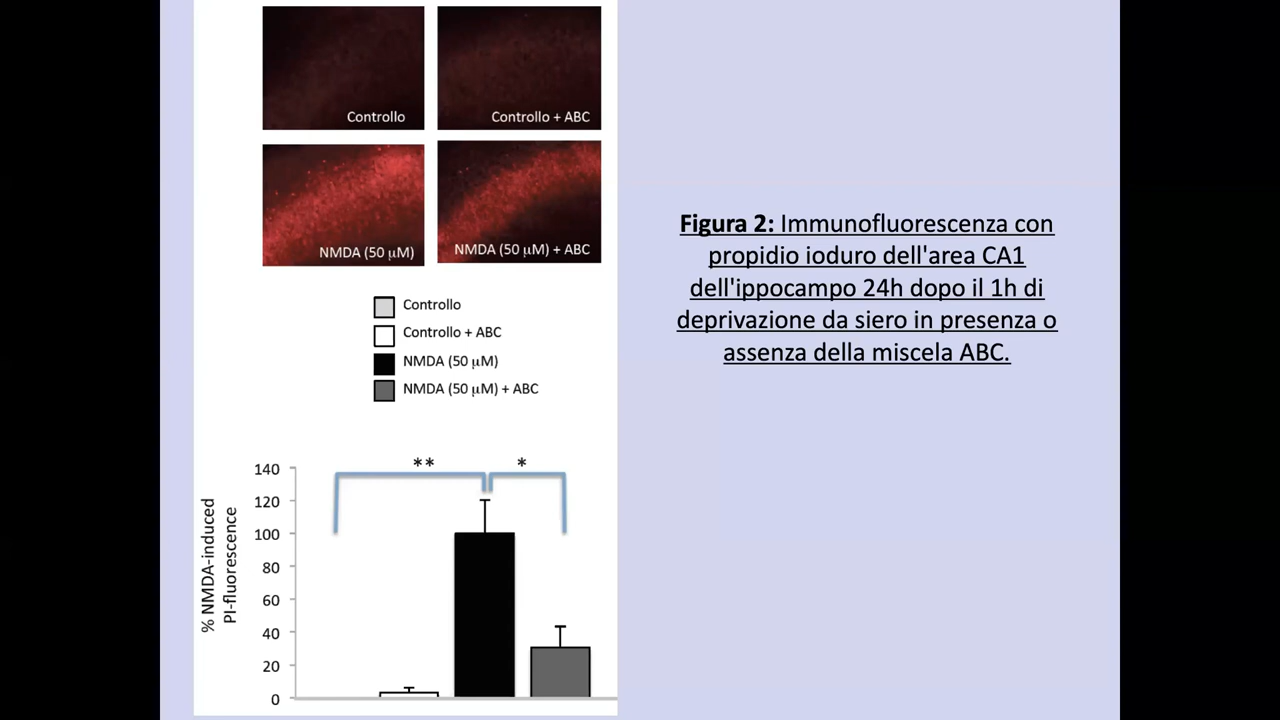 Controllo
Controllo + ABC
NMDA (50 μM)
NMDA (50 μM) + ABC
Controllo
Controllo + ABC
NMDA (50 μM)
NMDA (50 μM) + ABC
** *
140
120
100
80
60
40
20
0
% NMDA-induced
PI-fluorescence
Figura 2: Immunofluorescenza con
propidio ioduro dell'area CA1
dell'ippocampo 24h dopo il 1h di
deprivazione da siero in presenza o
assenza della miscela ABC.